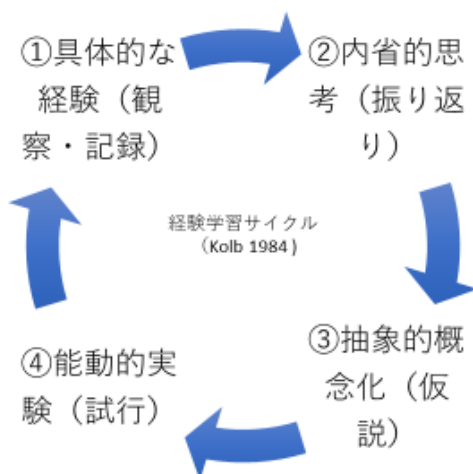 ①具体的な
経験（観
察・記録）
②内省的思
考（振り返
り）
経験学習サイクル
（Kolb 1984 )
③抽象的概
念化（仮
説）
④能動的実
験（試行）